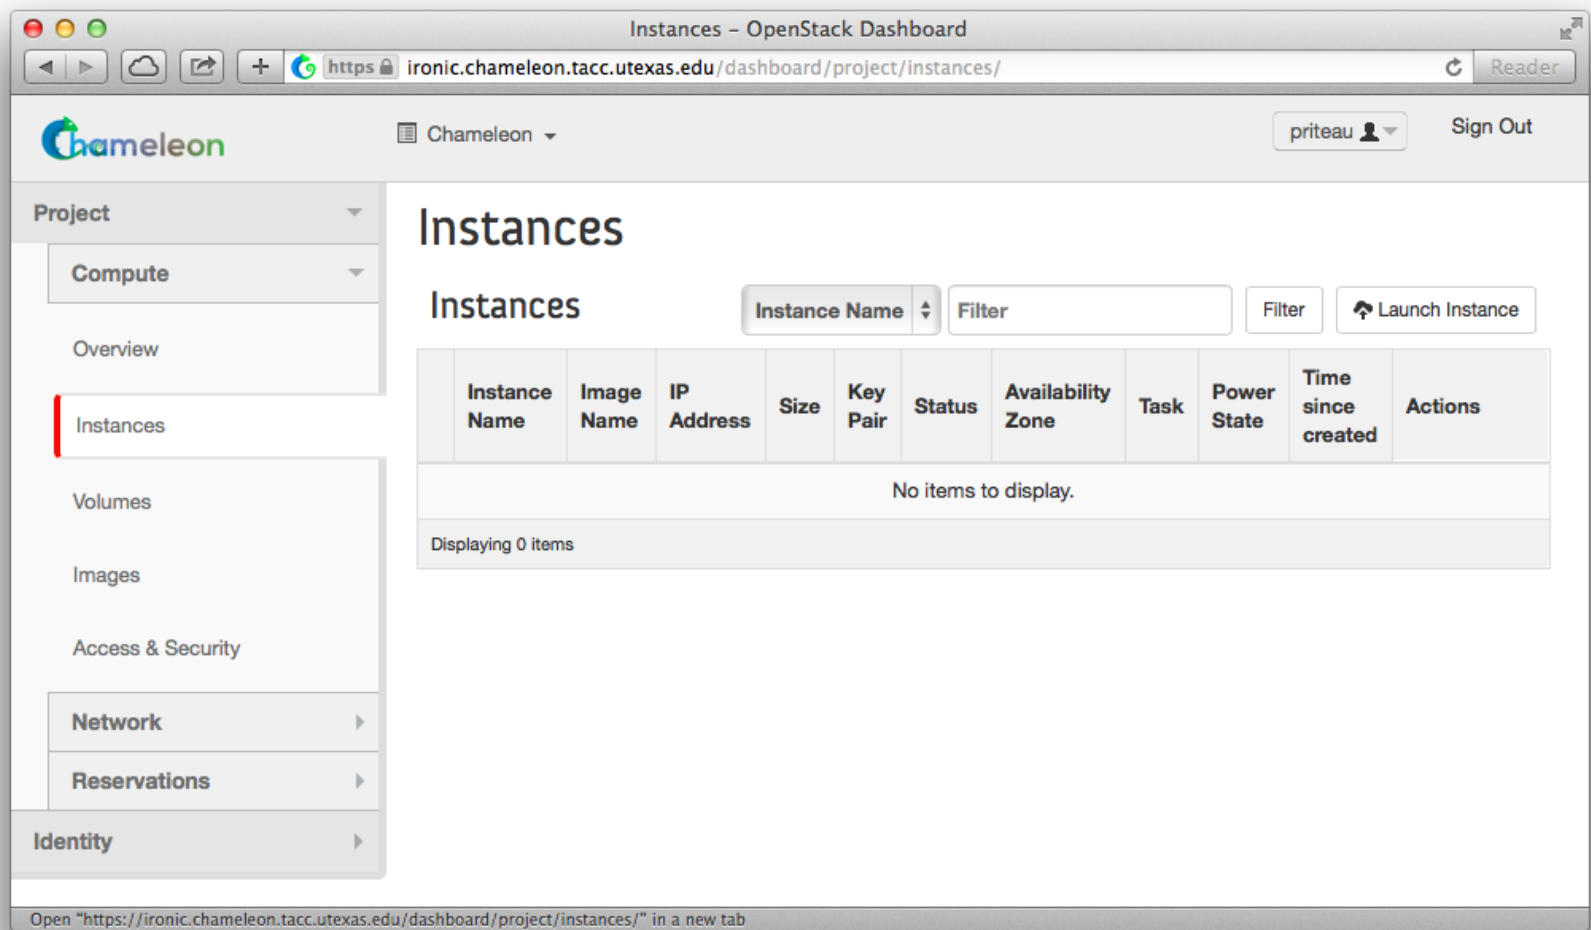 Instances – OpenStack Dashboard
https ironic.chameleon.tacc.utexas.edu/dashboard/project/instances/ Reader
Chameleon Chameleon priteau Sign Out
Project
Compute
Overview
Instances
Volumes
Images
Access & Security
Network
Reservations
Identity
Instances
Instances Instance Name Filter Filter Launch Instance
Instance Name Image Name IP Address Size Key Pair Status Availability Zone Task Power State Time since created Actions
No items to display.
Displaying 0 items
Open "https://ironic.chameleon.tacc.utexas.edu/dashboard/project/instances/" in a new tab